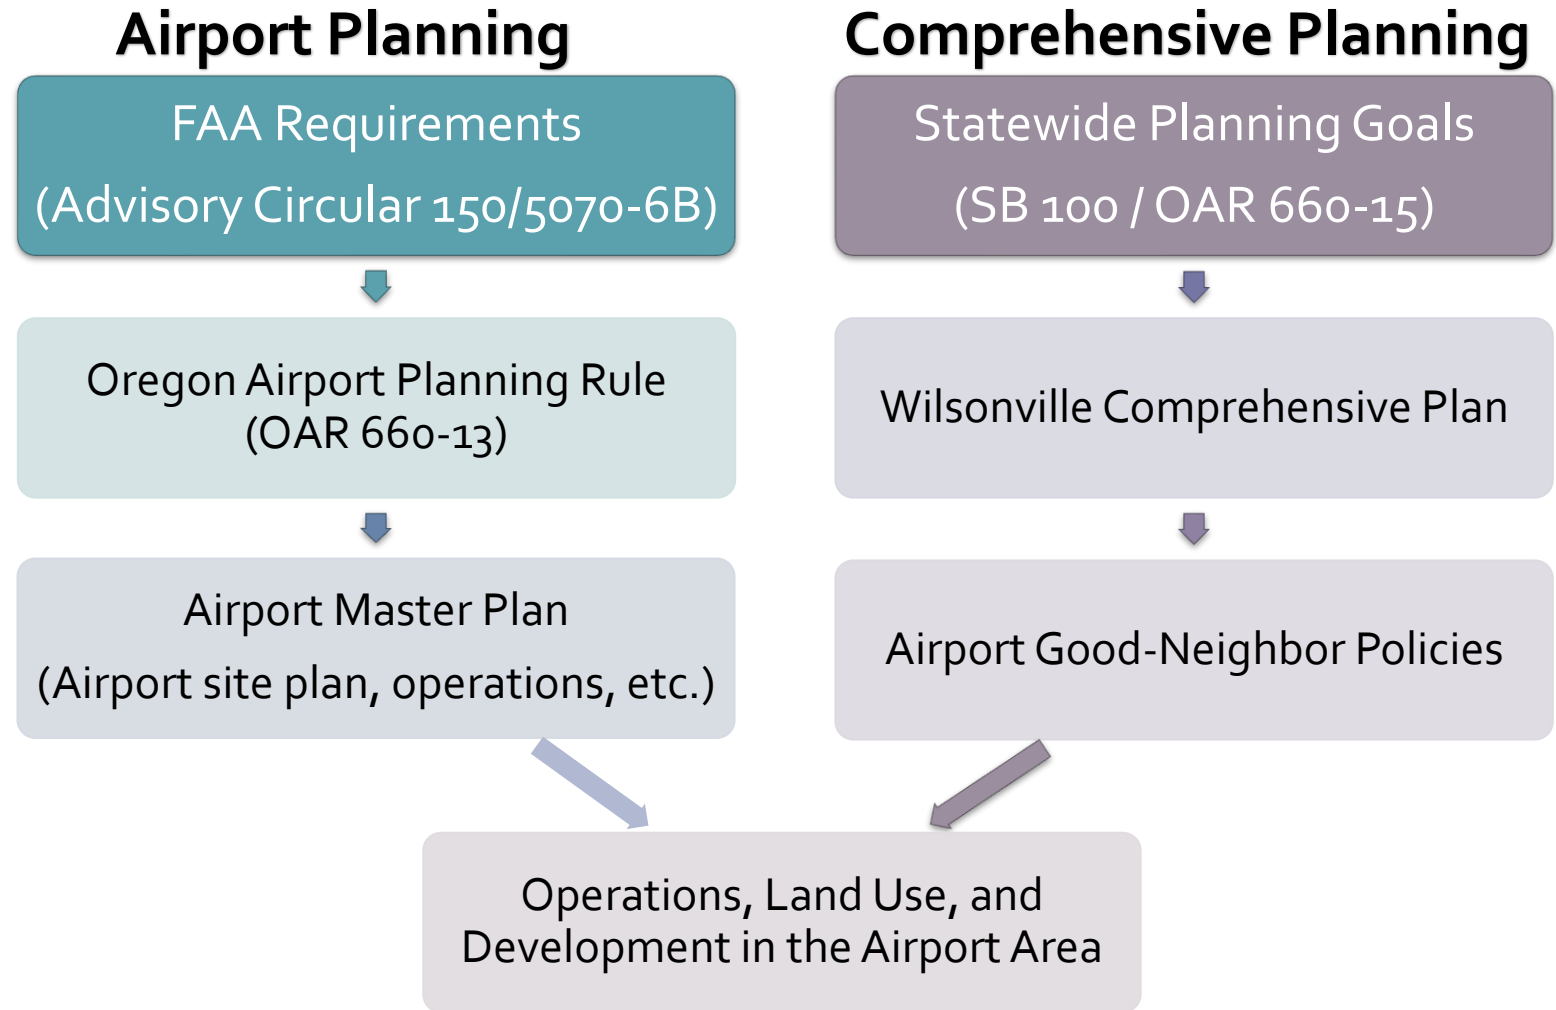 Airport Planning
FAA Requirements
(Advisory Circular 150/5070-6B)
Oregon Airport Planning Rule
(OAR 660-13)
Airport Master Plan
(Airport site plan, operations, etc.)
Comprehensive Planning
Statewide Planning Goals
(SB 100 / OAR 660-15)
Wilsonville Comprehensive Plan
Airport Good-Neighbor Policies
Operations, Land Use, and
Development in the Airport Area